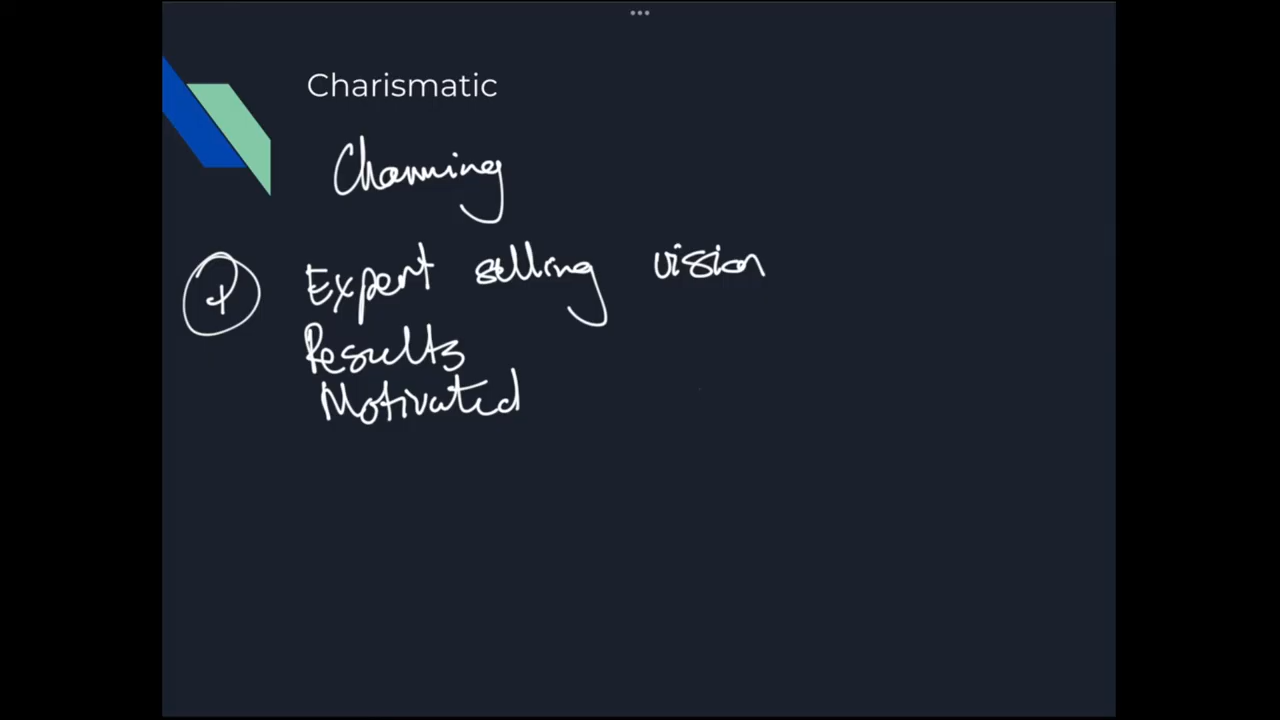 Charismatic
Charming
+ Expert selling vision
Results
Motivated